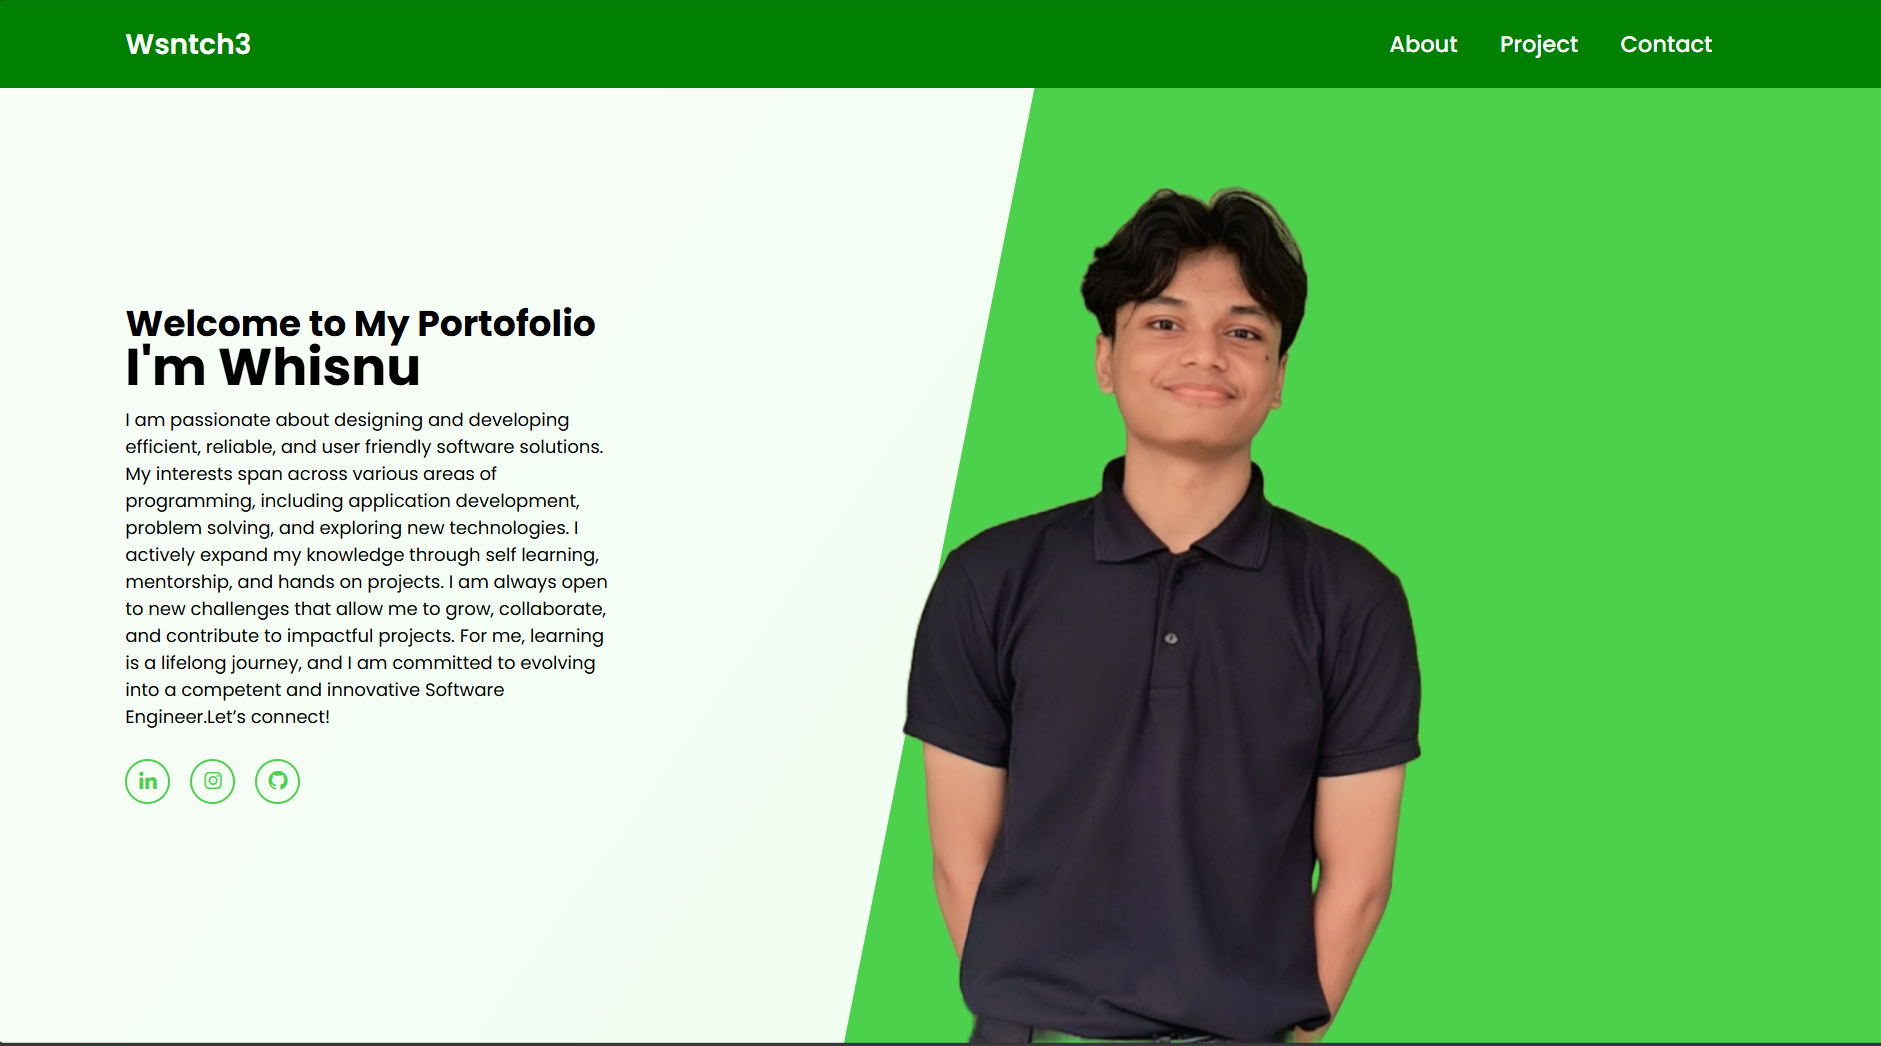 Wsntch3
About Project Contact
Welcome to My Portofolio
I'm Whisnu
I am passionate about designing and developing
efficient, reliable, and user friendly software solutions.
My interests span across various areas of
programming, including application development,
problem solving, and exploring new technologies. I
actively expand my knowledge through self learning,
mentorship, and hands on projects. I am always open
to new challenges that allow me to grow, collaborate,
and contribute to impactful projects. For me, learning
is a lifelong journey, and I am committed to evolving
into a competent and innovative Software
Engineer.Let’s connect!
in